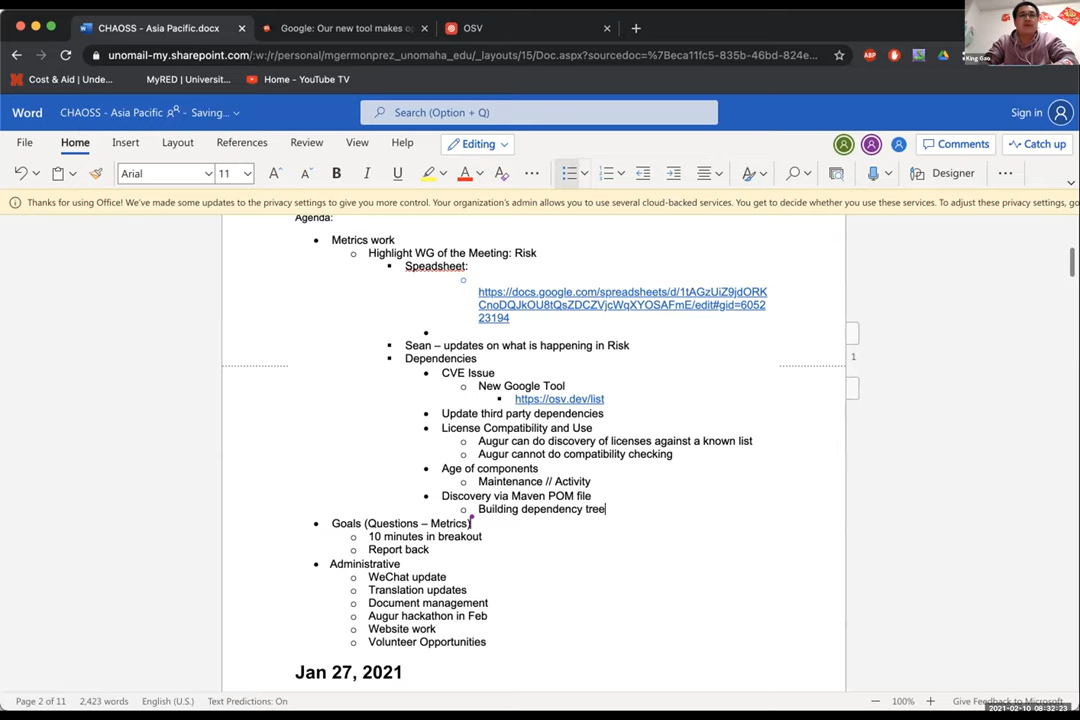 CHAOSS - Asia Pacific.docx
Google: Our new tool makes op
OSV
unomail-my.sharepoint.com/:w:/r/personal/mgermonprez_unomaha_edu/_layouts/15/Doc.aspx?sourcedoc=%7Beca11fc5-835b-46bd-824e...
Cost & Aid | Unde...
MyRED | Universit...
Home - YouTube TV
King Gao
Word
CHAOSS - Asia Pacific
- Saving...
Search (Option + Q)
Sign in
File
Home
Insert
Layout
References
Review
View
Help
Editing
Comments
Catch up
Arial
11
B
I
U
Designer
Thanks for using Office! We've made some updates to the privacy settings to give you more control. Your organization's admin allows you to use several cloud-backed services. You get to decide whether you use these services. To adjust these privacy settings, go
Agenda:
Metrics work
Highlight WG of the Meeting: Risk
Speadsheet:
https://docs.google.com/spreadsheets/d/1tAGzUiZ9jdORK
CnoDQJkOU8tQsZDCZVjcWqXYOSAFmE/edit#gid=6052
23194
Sean – updates on what is happening in Risk
Dependencies
1
CVE Issue
New Google Tool
https://osv.dev/list
Update third party dependencies
License Compatibility and Use
Augur can do discovery of licenses against a known list
Augur cannot do compatibility checking
Age of components
Maintenance // Activity
Discovery via Maven POM file
Building dependency tree
Goals (Questions – Metrics)
10 minutes in breakout
Report back
Administrative
WeChat update
Translation updates
Document management
Augur hackathon in Feb
Website work
Volunteer Opportunities
Jan 27, 2021
Page 2 of 11
2,423 words
English (U.S.)
Text Predictions: On
100%
Give Feedback to Microsoft
2021-02-10 08:32:23